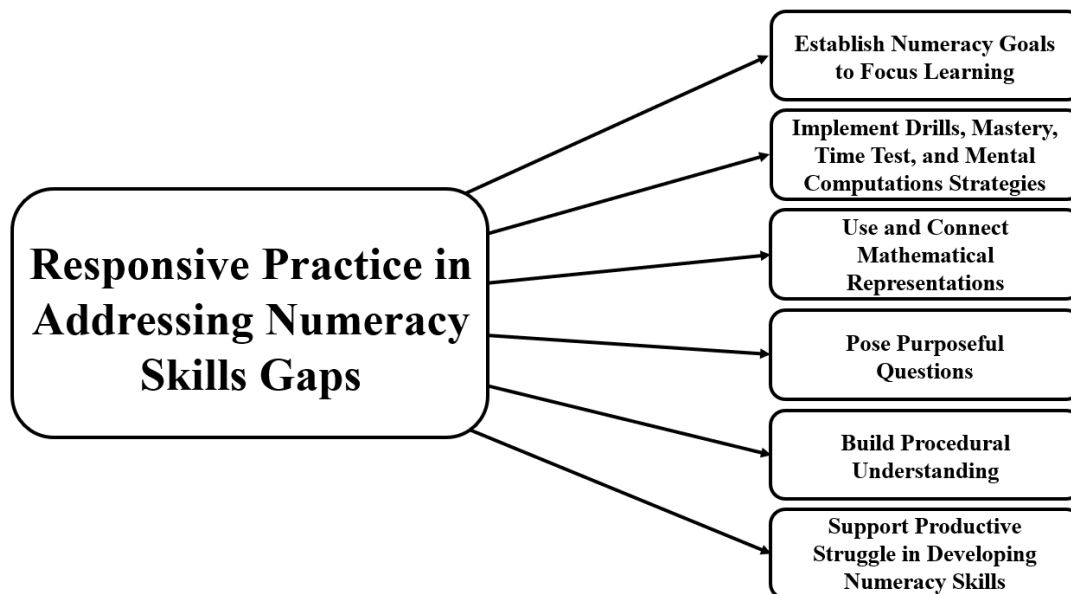 Responsive Practice in
Addressing Numeracy
Skills Gaps
Establish Numeracy Goals
to Focus Learning
Implement Drills, Mastery,
Time Test, and Mental
Computations Strategies
Use and Connect
Mathematical
Representations
Pose Purposeful
Questions
Build Procedural
Understanding
Support Productive
Struggle in Developing
Numeracy Skills